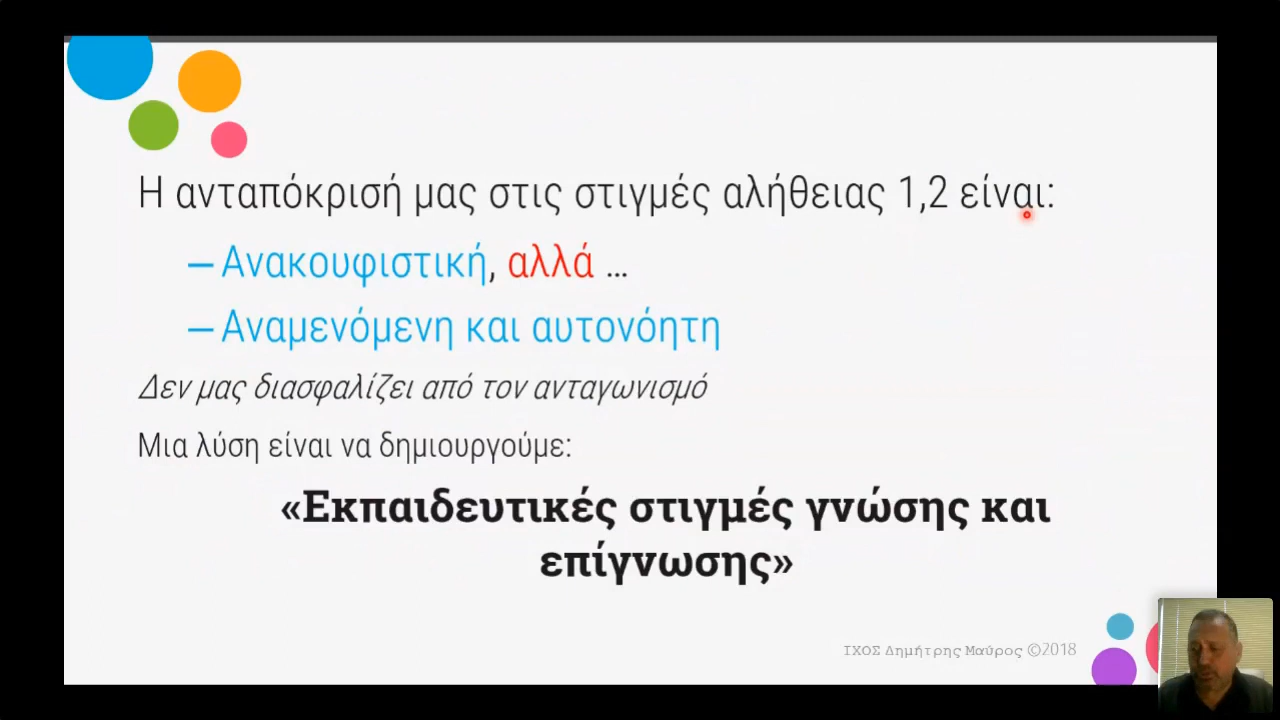 Η ανταπόκρισή μας στις στιγμές αλήθειας 1,2 είναι:
– Ανακουφιστική, αλλά ...
– Αναμενόμενη και αυτονόητη
Δεν μας διασφαλίζει από τον ανταγωνισμό
Μια λύση είναι να δημιουργούμε:
«Εκπαιδευτικές στιγμές γνώσης και
επίγνωσης»
ΙΧΟΣ Δημήτρης Μαύρος ©2018